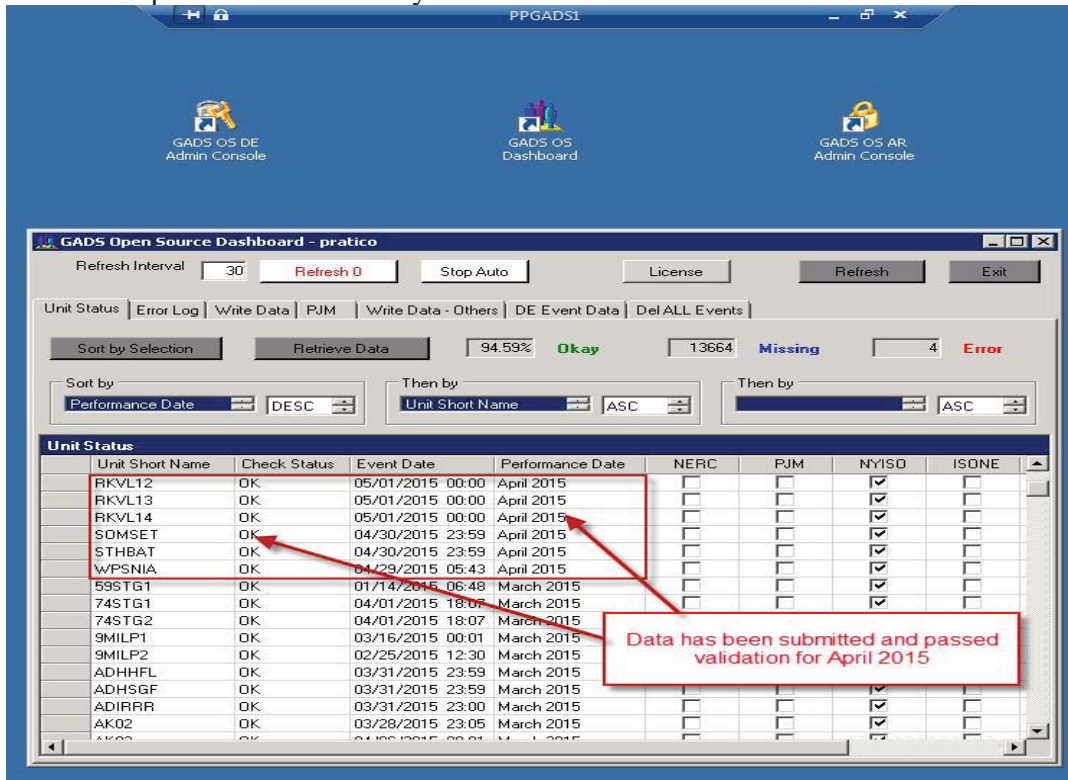 PPGADS1
GADS OS DE
Admin Console
GADS OS
Dashboard
GADS OS AR
Admin Console
GADS Open Source Dashboard - pratico
Refresh Interval 30 Refresh 0 Stop Auto License Refresh Exit
Unit Status Error Log Write Data PJM Write Data - Others DE Event Data Del ALL Events
Sort by Selection Retrieve Data 94.59% Okay 13664 Missing 4 Error
Sort by Then by Then by
Performance Date DESC Unit Short Name ASC ASC
Unit Status
Unit Short Name Check Status Event Date Performance Date NERC PJM NYISO ISONE
RKVL12 OK 05/01/2015 00:00 April 2015
RKVL13 OK 05/01/2015 00:00 April 2015
RKVL14 OK 05/01/2015 00:00 April 2015
SOMSET OK 04/30/2015 23:59 April 2015
STHBAT OK 04/30/2015 23:59 April 2015
WPSNIA OK 04/29/2015 05:43 April 2015
59STG1 OK 01/14/2015 06:48 March 2015
74STG1 OK 04/01/2015 18:07 March 2015
74STG2 OK 04/01/2015 18:07 March 2015
9MILP1 OK 03/16/2015 00:01 March 2015
9MILP2 OK 02/25/2015 12:30 March 2015
ADHHFL OK 03/31/2015 23:59 March 2015
ADHSGF OK 03/31/2015 23:59 March 2015
ADIRRR OK 03/31/2015 23:00 March 2015
AK02 OK 03/28/2015 23:05 March 2015
Data has been submitted and passed
validation for April 2015